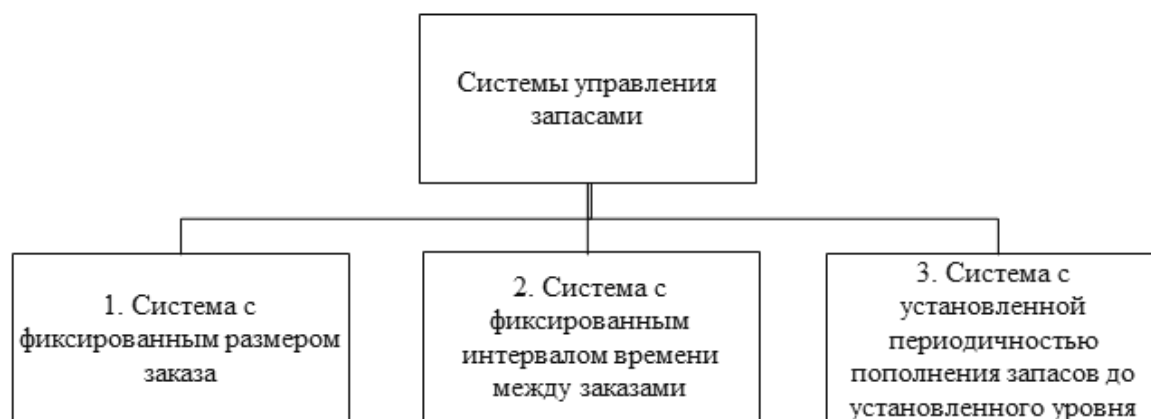 Системы управления
запасами
1. Система с
фиксированным размером
заказа
2. Система с
фиксированным
интервалом времени
между заказами
3. Система с
установленной
периодичностью
пополнения запасов до
установленного уровня